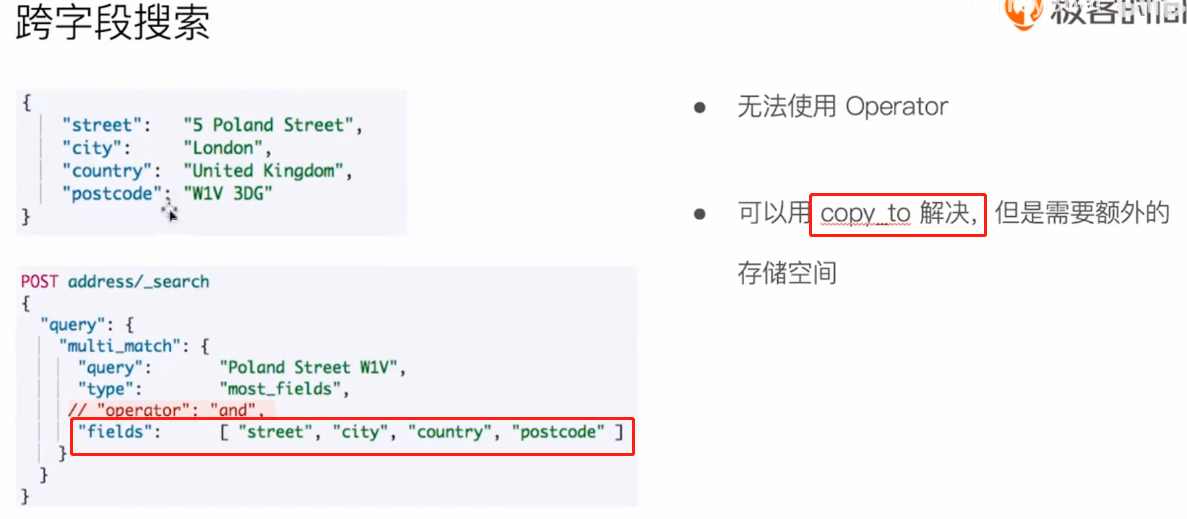 跨字段搜索
极客时间
{
"street": "5 Poland Street",
"city": "London",
"country": "United Kingdom",
"postcode": "W1V 3DG"
}
POST address/_search
{
"query": {
"multi_match": {
"query": "Poland Street W1V",
"type": "most_fields",
// "operator": "and",
"fields": [ "street", "city", "country", "postcode" ]
}
}
}
● 无法使用 Operator
● 可以用 copy_to 解决，但是需要额外的
存储空间